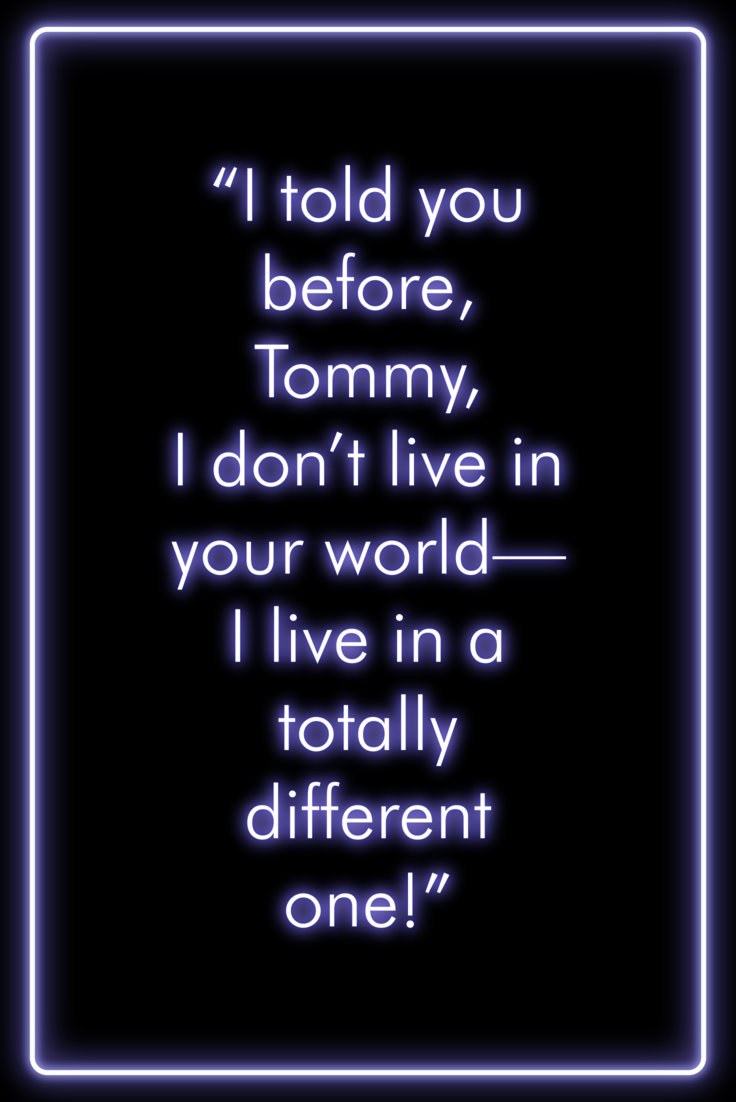 “I told you
before,
Tommy,
I don’t live in
your world—
I live in a
totally
different
one!”